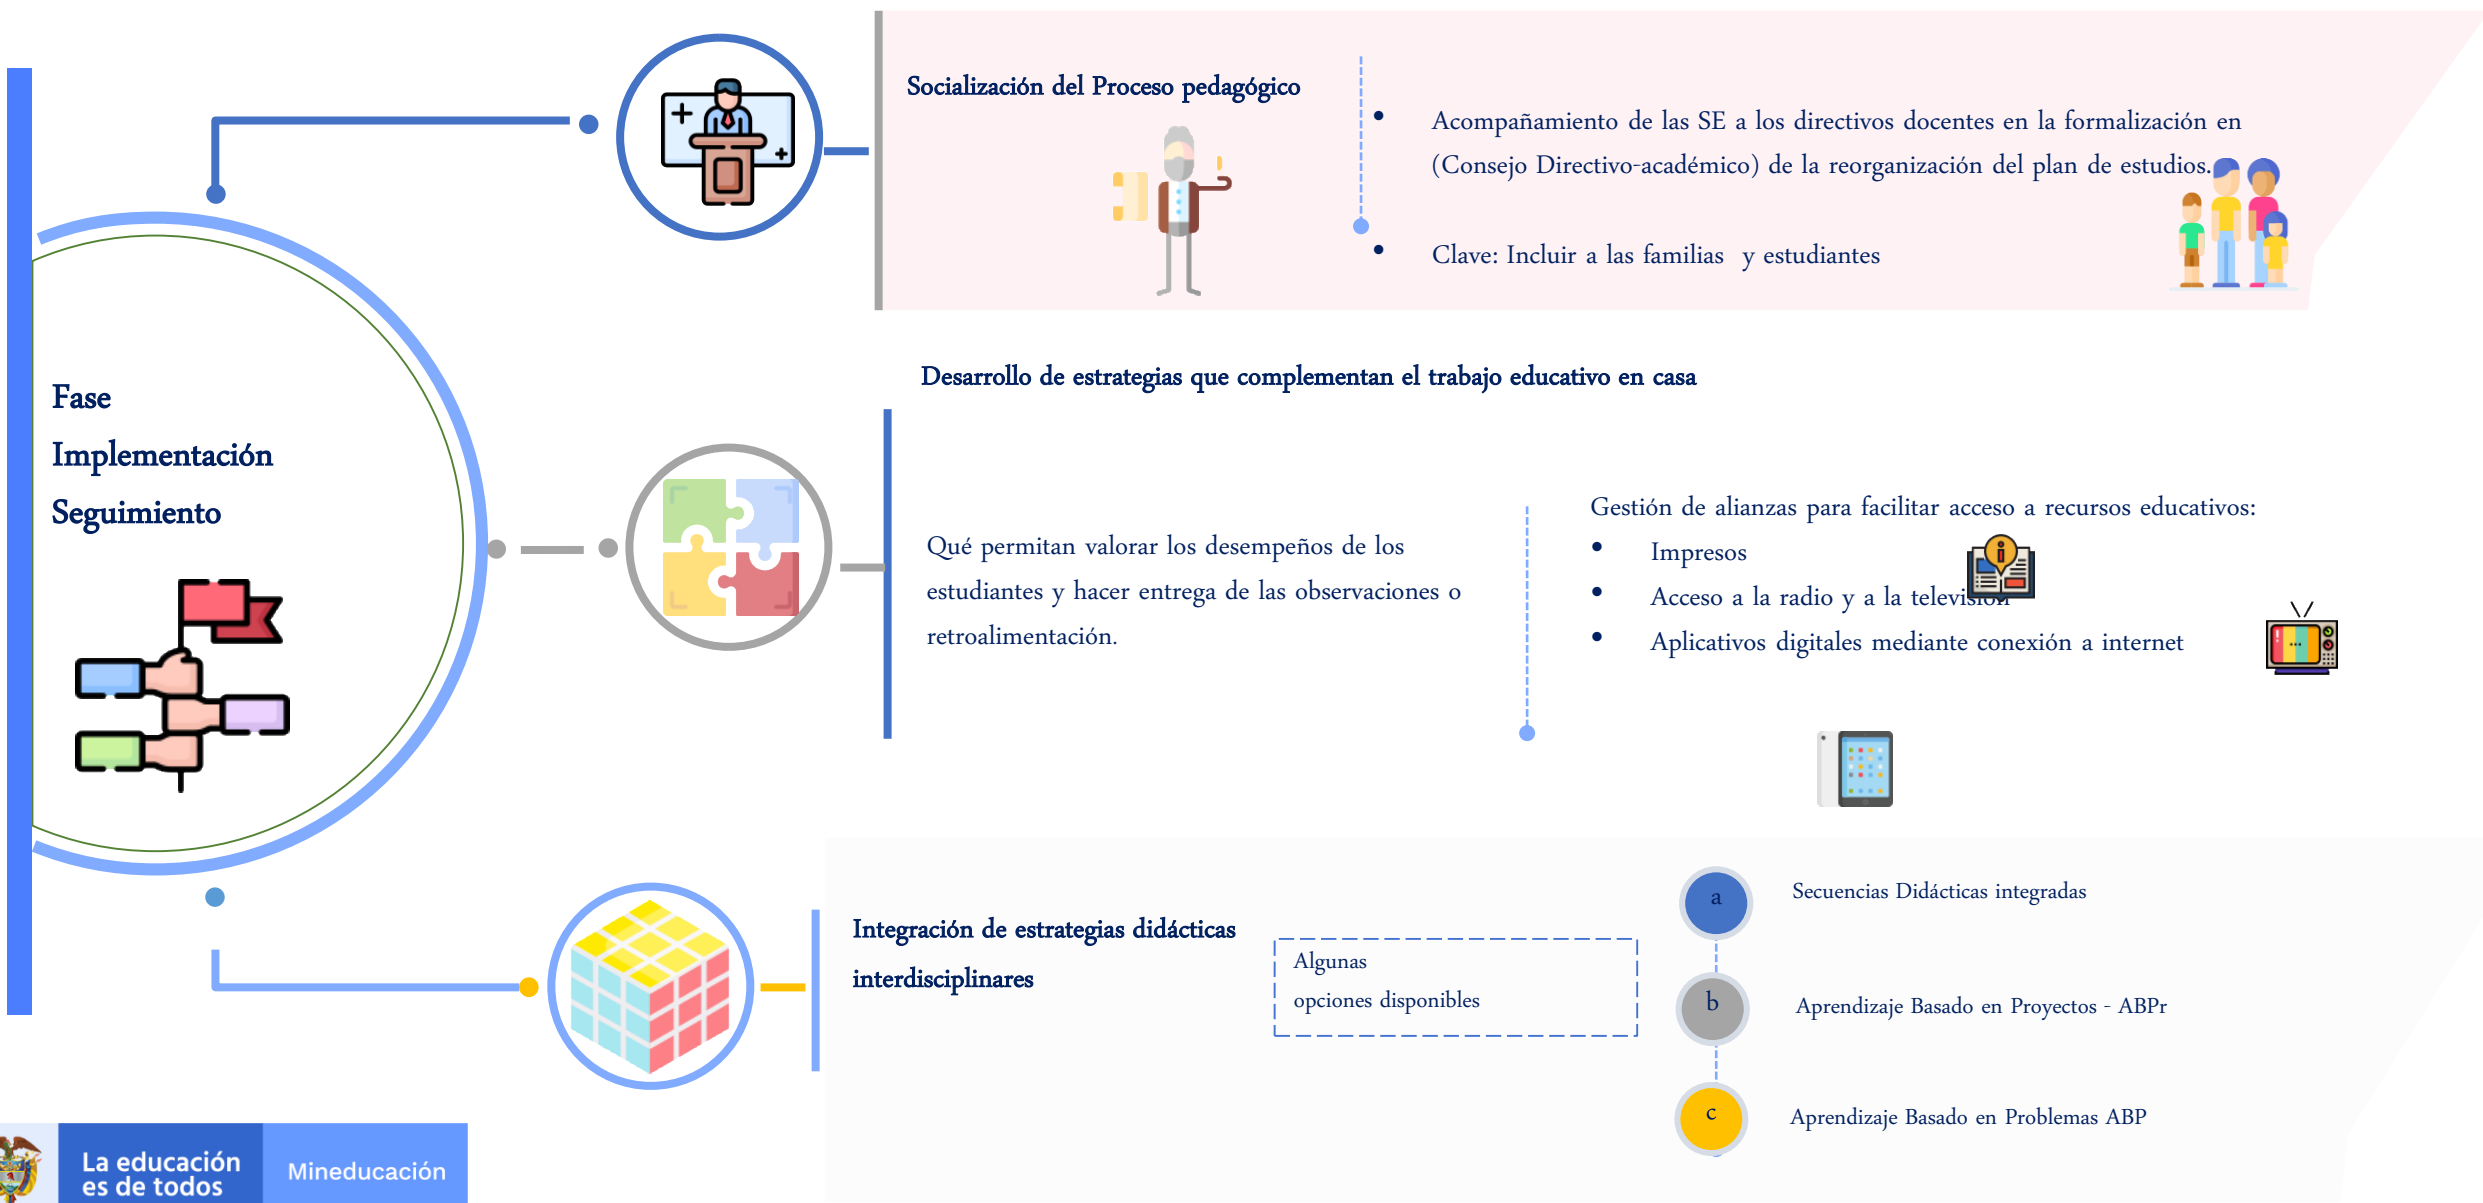 Fase
Implementación
Seguimiento
Socialización del Proceso pedagógico
• Acompañamiento de las SE a los directivos docentes en la formalización en
(Consejo Directivo-académico) de la reorganización del plan de estudios.
• Clave: Incluir a las familias y estudiantes
Desarrollo de estrategias que complementan el trabajo educativo en casa
Qué permitan valorar los desempeños de los
estudiantes y hacer entrega de las observaciones o
retroalimentación.
Gestión de alianzas para facilitar acceso a recursos educativos:
• Impresos
• Acceso a la radio y a la televisión
• Aplicativos digitales mediante conexión a internet
Integración de estrategias didácticas
interdisciplinares
Algunas
opciones disponibles
a Secuencias Didácticas integradas
b Aprendizaje Basado en Proyectos - ABPr
c Aprendizaje Basado en Problemas ABP
La educación
es de todos
Mineducación